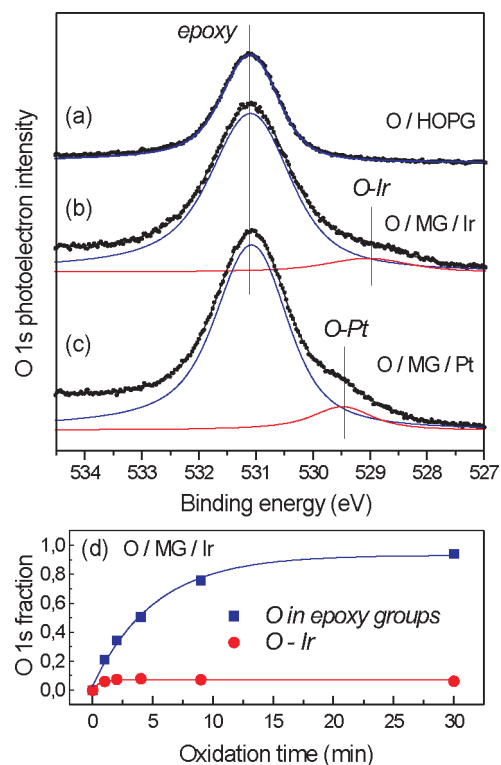 epoxy
(a)
O / HOPG
O-Ir
(b)
O / MG / Ir
O-Pt
(c)
O / MG / Pt
O 1s photoelectron intensity
534 533 532 531 530 529 528 527
Binding energy (eV)
(d) O / MG / Ir
1,0
0,8
0,6
0,4
0,2
0,0
O 1s fraction
O in epoxy groups
O - Ir
0 5 10 15 20 25 30
Oxidation time (min)